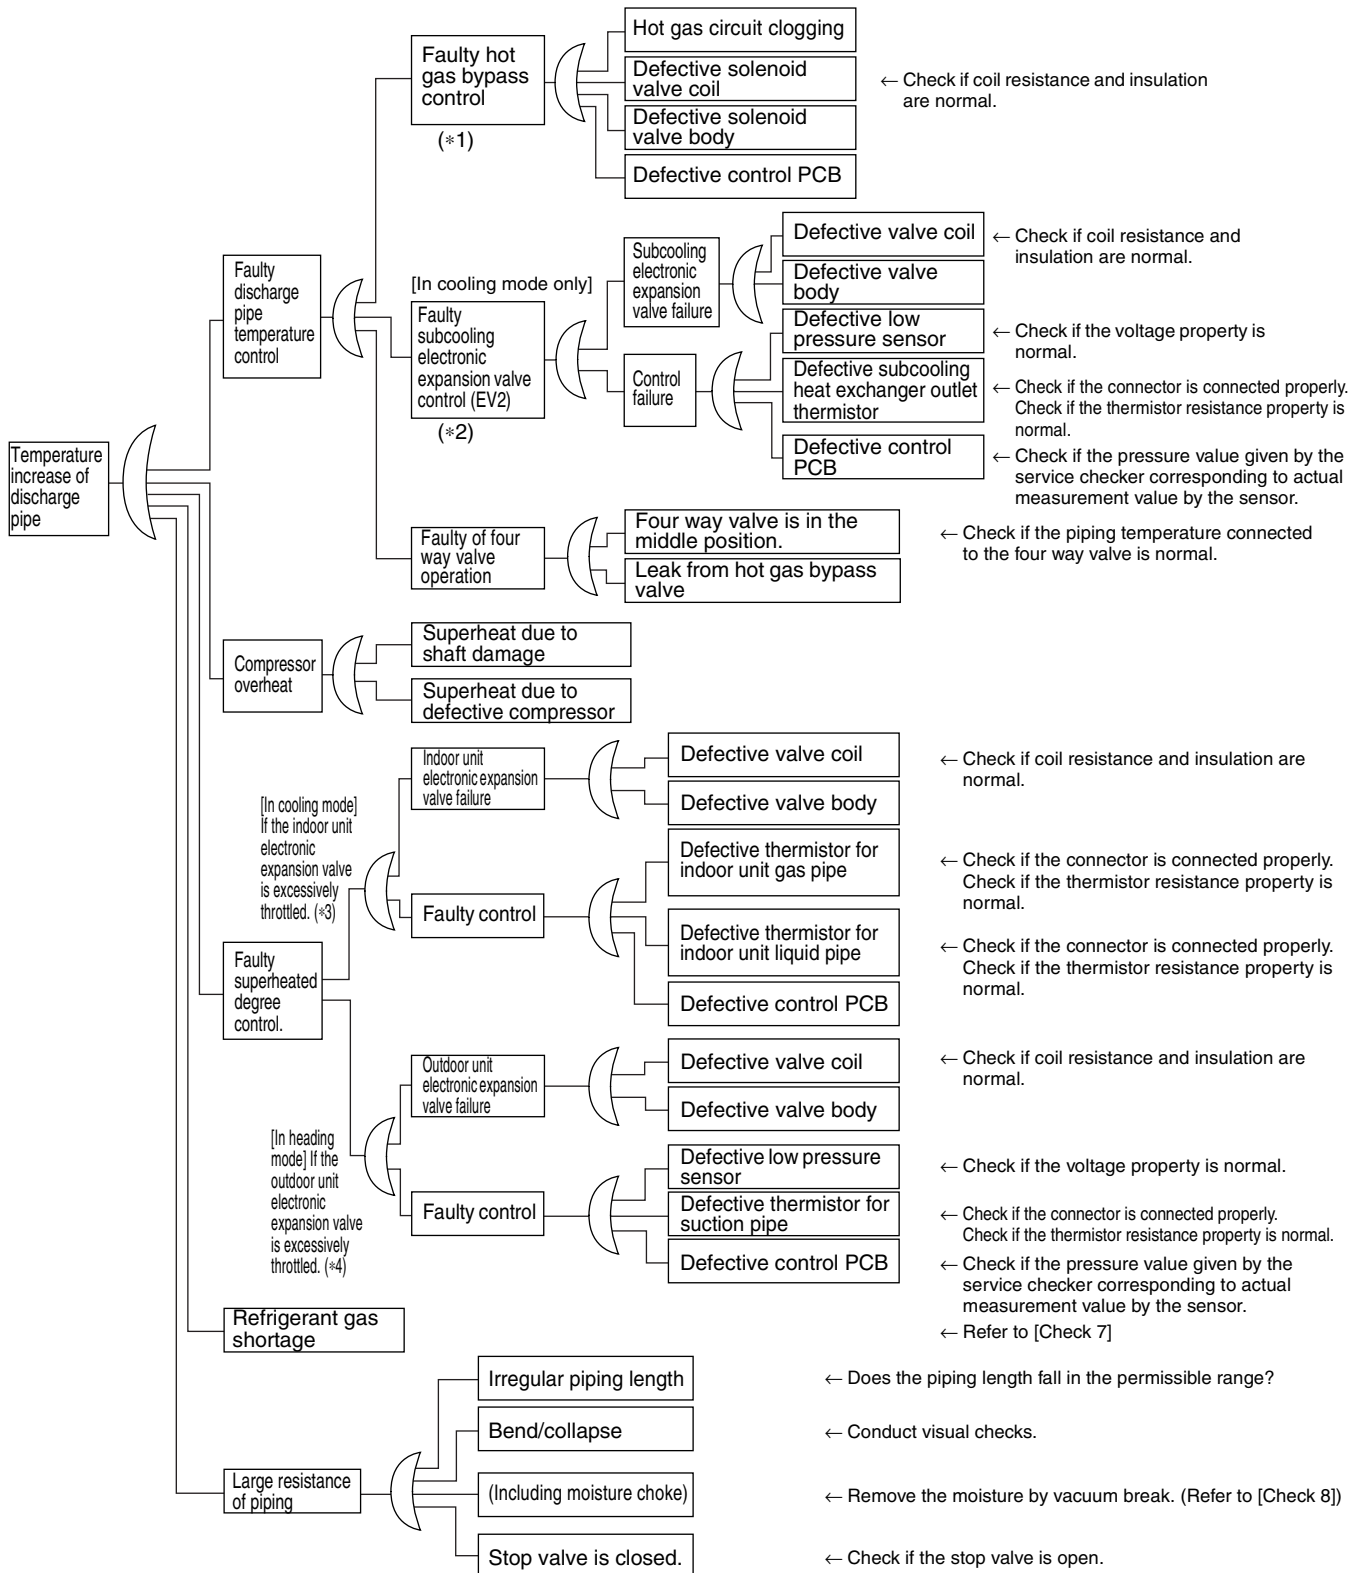 Hot gas circuit clogging
Faulty hot
gas bypass
control
(*1)
Defective solenoid
valve coil
← Check if coil resistance and insulation
are normal.
Defective solenoid
valve body
Defective control PCB
Faulty
discharge
pipe
temperature
control
[In cooling mode only]
Faulty
subcooling
electronic
expansion valve
control (EV2)
(*2)
Subcooling
electronic
expansion
valve failure
Defective valve coil
← Check if coil resistance and
insulation are normal.
Defective valve
body
Control
failure
Defective low
pressure sensor
← Check if the voltage property is
normal.
Defective subcooling
heat exchanger outlet
thermistor
← Check if the connector is connected properly.
Check if the thermistor resistance property is
normal.
Defective control
PCB
← Check if the pressure value given by the
service checker corresponding to actual
measurement value by the sensor.
Temperature
increase of
discharge
pipe
Faulty of four
way valve
operation
Four way valve is in the
middle position.
← Check if the piping temperature connected
to the four way valve is normal.
Leak from hot gas bypass
valve
Compressor
overheat
Superheat due to
shaft damage
Superheat due to
defective compressor
Faulty
superheated
degree
control.
[In cooling mode]
If the indoor unit
electronic
expansion valve
is excessively
throttled. (*3)
Indoor unit
electronic expansion
valve failure
Defective valve coil
← Check if coil resistance and insulation are
normal.
Defective valve body
Faulty control
Defective thermistor for
indoor unit gas pipe
← Check if the connector is connected properly.
Check if the thermistor resistance property is
normal.
Defective thermistor for
indoor unit liquid pipe
← Check if the connector is connected properly.
Check if the thermistor resistance property is
normal.
Defective control PCB
[In heading
mode] If the
outdoor unit
electronic
expansion valve
is excessively
throttled. (*4)
Outdoor unit
electronic expansion
valve failure
Defective valve coil
← Check if coil resistance and insulation are
normal.
Defective valve body
Faulty control
Defective low pressure
sensor
← Check if the voltage property is normal.
Defective thermistor for
suction pipe
← Check if the connector is connected properly.
Check if the thermistor resistance property is normal.
Defective control PCB
← Check if the pressure value given by the
service checker corresponding to actual
measurement value by the sensor.
Refrigerant gas
shortage
← Refer to [Check 7]
Large resistance
of piping
Irregular piping length
← Does the piping length fall in the permissible range?
Bend/collapse
← Conduct visual checks.
(Including moisture choke)
← Remove the moisture by vacuum break. (Refer to [Check 8])
Stop valve is closed.
← Check if the stop valve is open.